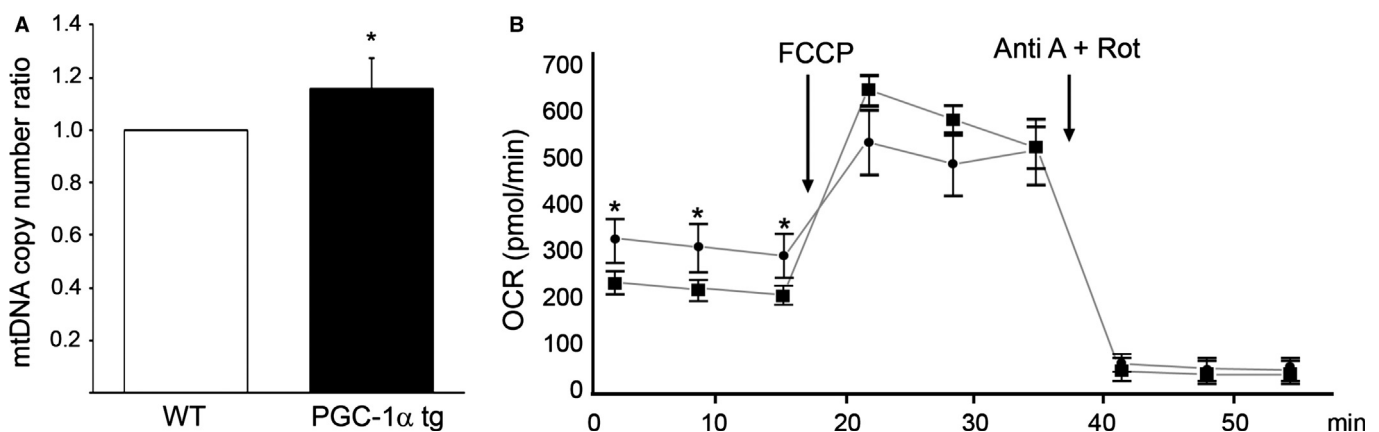 A
mtDNA copy number ratio
1.4
1.2
1.0
0.8
0.6
0.4
0.2
*
WT
PGC-1α tg
B
OCR (pmol/min)
700
600
500
400
300
200
100
0
FCCP
Anti A + Rot
* * *
0 10 20 30 40 50 min